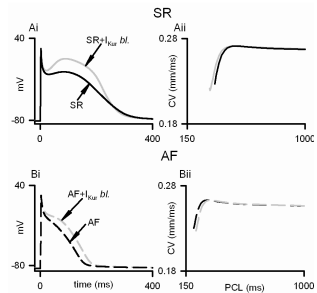 SR
Ai
Aii
40
SR+IKur bl.
0.28
mV
SR
CV (mm/ms)
-80
0.18
0
400
150
1000
AF
Bi
Bii
40
AF+IKur bl.
0.28
AF
mV
CV (mm/ms)
-80
0.18
0
time (ms)
400
150
PCL (ms)
1000